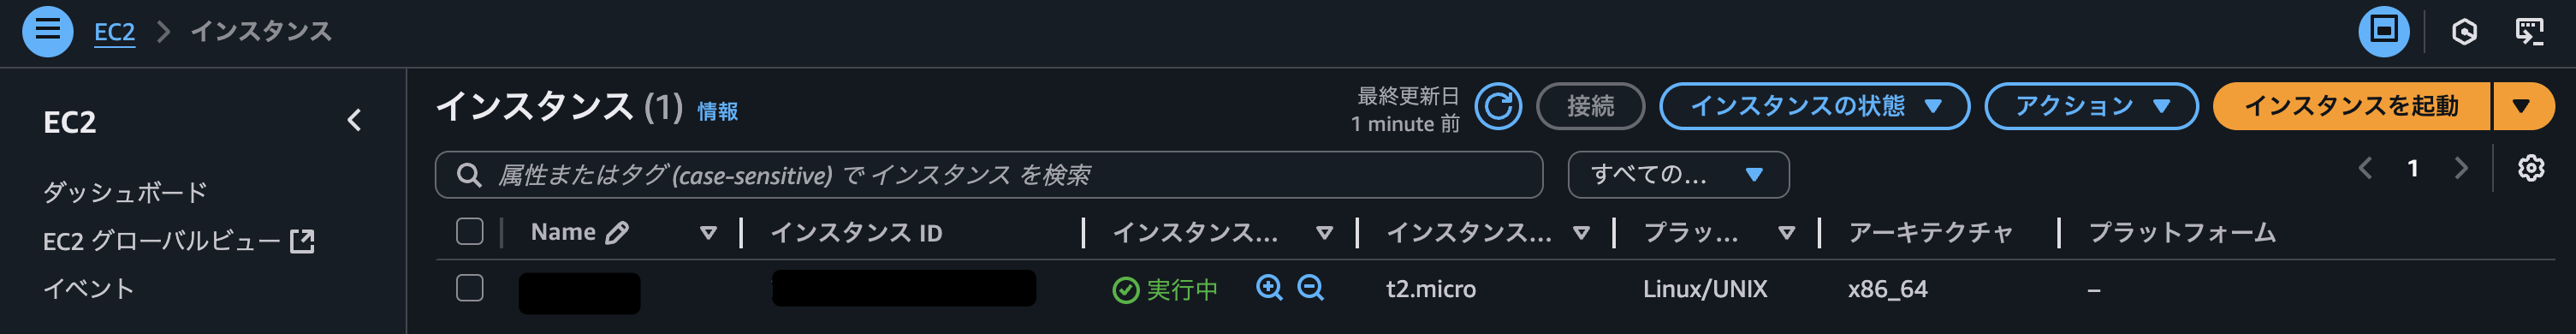 EC2 > インスタンス
EC2
ダッシュボード
EC2 グローバルビュー
イベント
インスタンス (1) 情報
最終更新日
1 minute 前
接続
インスタンスの状態
アクション
インスタンスを起動
属性またはタグ (case-sensitive) で インスタンス を検索
すべての...
1
Name インスタンス ID インスタンス... インスタンス... プラッ... アーキテクチャ プラットフォーム
実行中 t2.micro Linux/UNIX x86_64 –